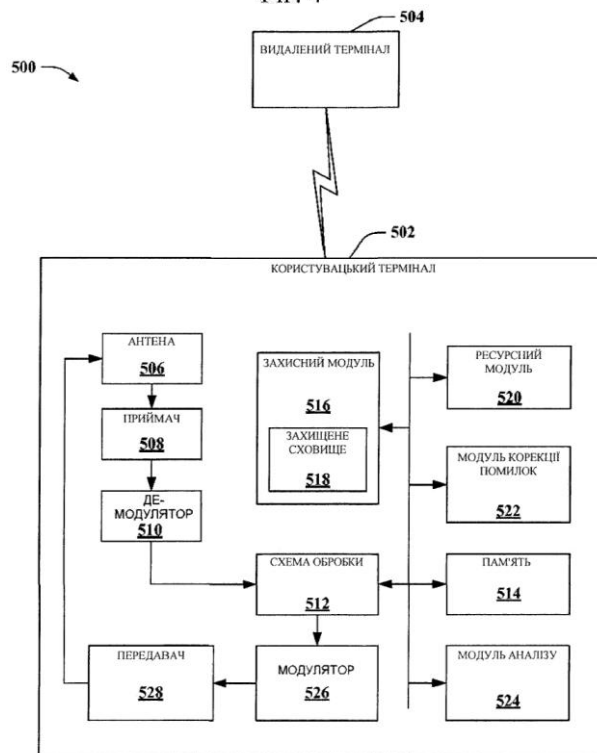 504
ВИДАЛЕНИЙ ТЕРМІНАЛ
500
502
КОРИСТУВАЦЬКИЙ ТЕРМІНАЛ
АНТЕНА
506
ПРИЙМАЧ
508
ДЕ-
МОДУЛЯТОР
510
ЗАХИСНИЙ МОДУЛЬ
516
ЗАХИЩЕНЕ
СХОВИЩЕ
518
РЕСУРСНИЙ
МОДУЛЬ
520
МОДУЛЬ КОРЕКЦІЇ
ПОМИЛОК
522
СХЕМА ОБРОБКИ
512
ПАМ'ЯТЬ
514
ПЕРЕДАВАЧ
528
МОДУЛЯТОР
526
МОДУЛЬ АНАЛІЗУ
524